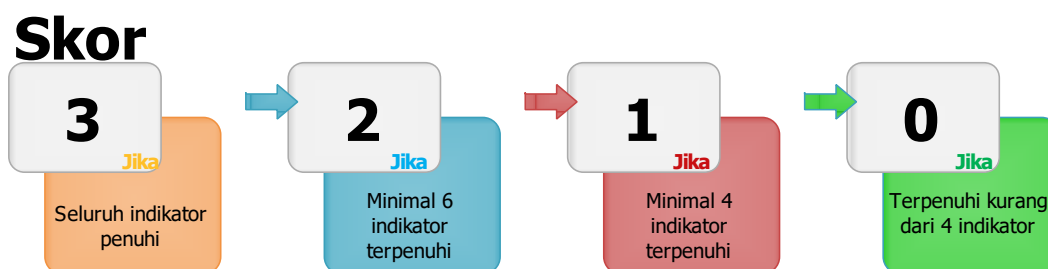 Skor
3
Jika
Seluruh indikator
penuhi
2
Jika
Minimal 6
indikator
terpenuhi
1
Jika
Minimal 4
indikator
terpenuhi
0
Jika
Terpenuhi kurang
dari 4 indikator